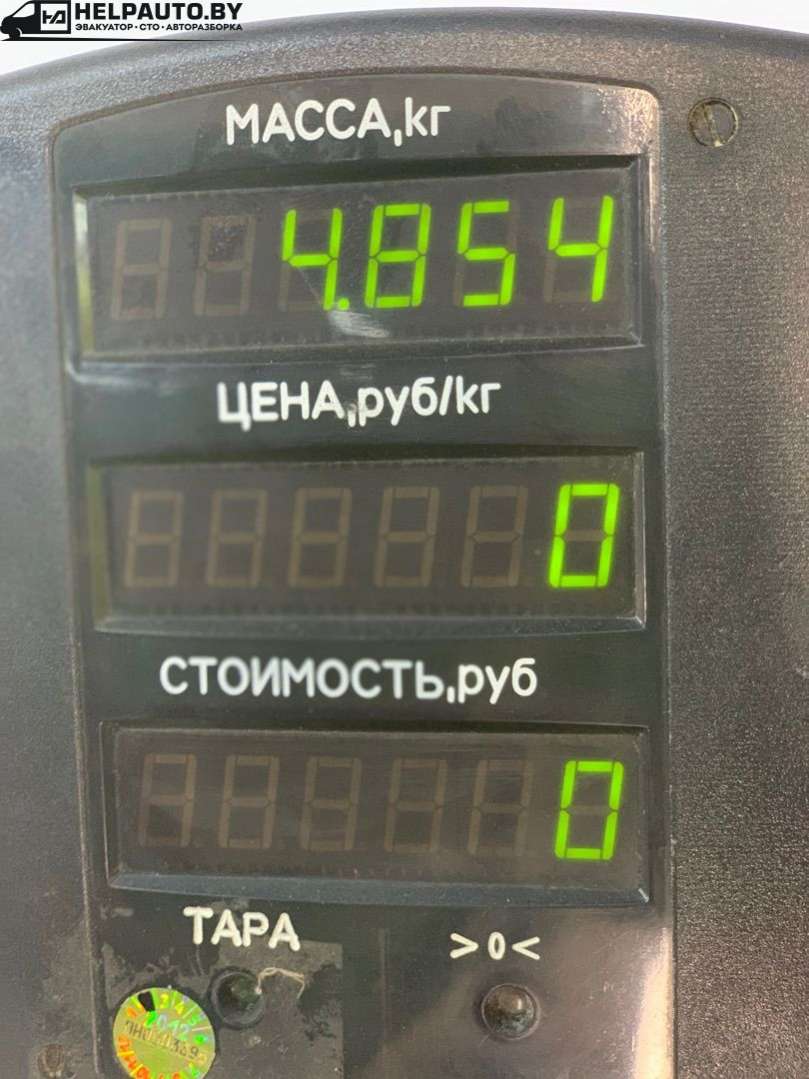 HELPAUTO.BY
ЭВАКУАТОР • СТО • АВТОРАЗБОРКА
МАССА,кг
4.854
ЦЕНА,руб/кг
0
СТОИМОСТЬ,руб
0
ТАРА
>0<